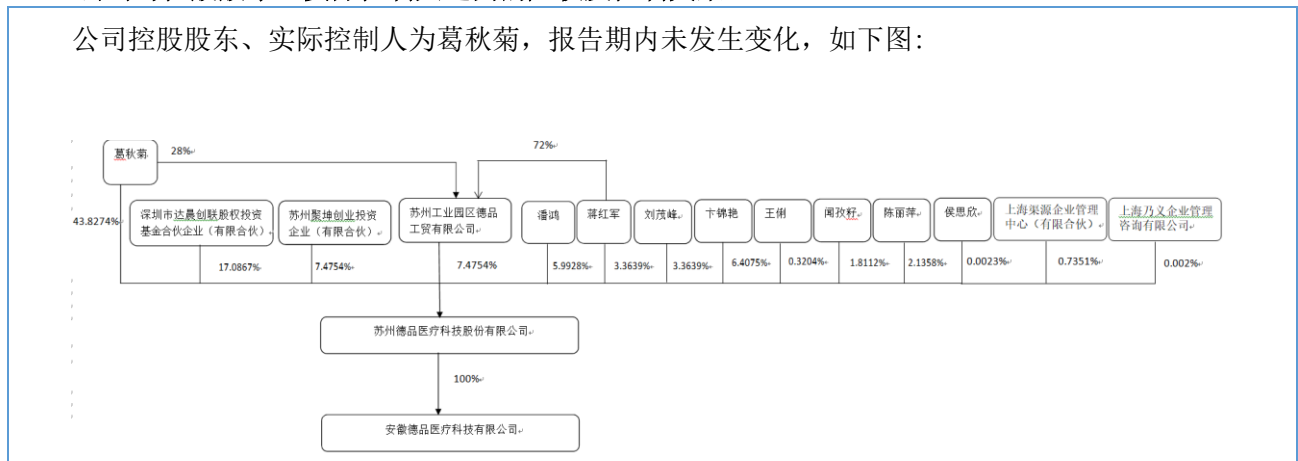 公司控股股东、实际控制人为葛秋菊，报告期内未发生变化，如下图：
葛秋菊
28%
72%
43.8274%
深圳市达晨创联股权投资
基金合伙企业（有限合伙）
苏州聚坤创业投资
企业（有限合伙）
苏州工业园区德品
工贸有限公司
潘鸿
蒋红军
刘茂峰
卞锦艳
王俐
闻孜籽
陈丽萍
侯思欣
上海渠源企业管理
中心（有限合伙）
上海乃义企业管理
咨询有限公司
17.0867%
7.4754%
7.4754%
5.9928%
3.3639%
3.3639%
6.4075%
0.3204%
1.8112%
2.1358%
0.0023%
0.7351%
0.002%
苏州德品医疗科技股份有限公司
100%
安徽德品医疗科技有限公司